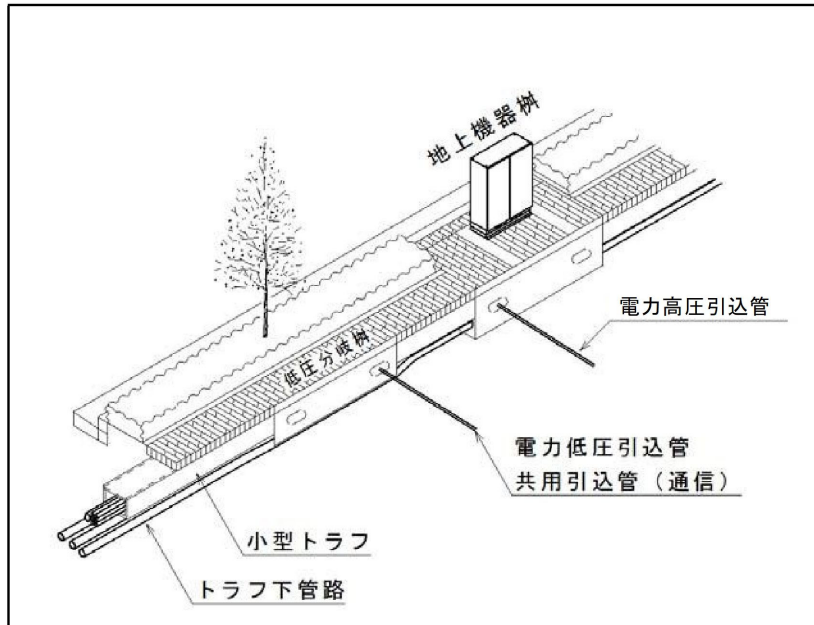 地上機器桝
電力高圧引込管
低圧分岐桝
電力低圧引込管
共用引込管（通信）
小型トラフ
トラフ下管路